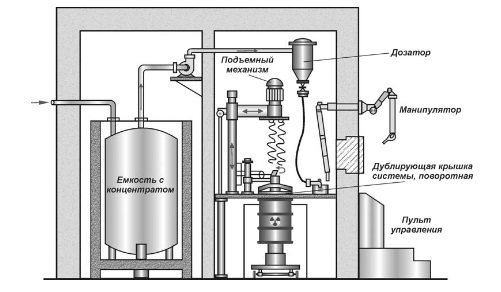 Дозатор
Подъемный
механизм
Манипулятор
Дублирующая крышка
системы, поворотная
Емкость с
концентратом
Пульт
управления